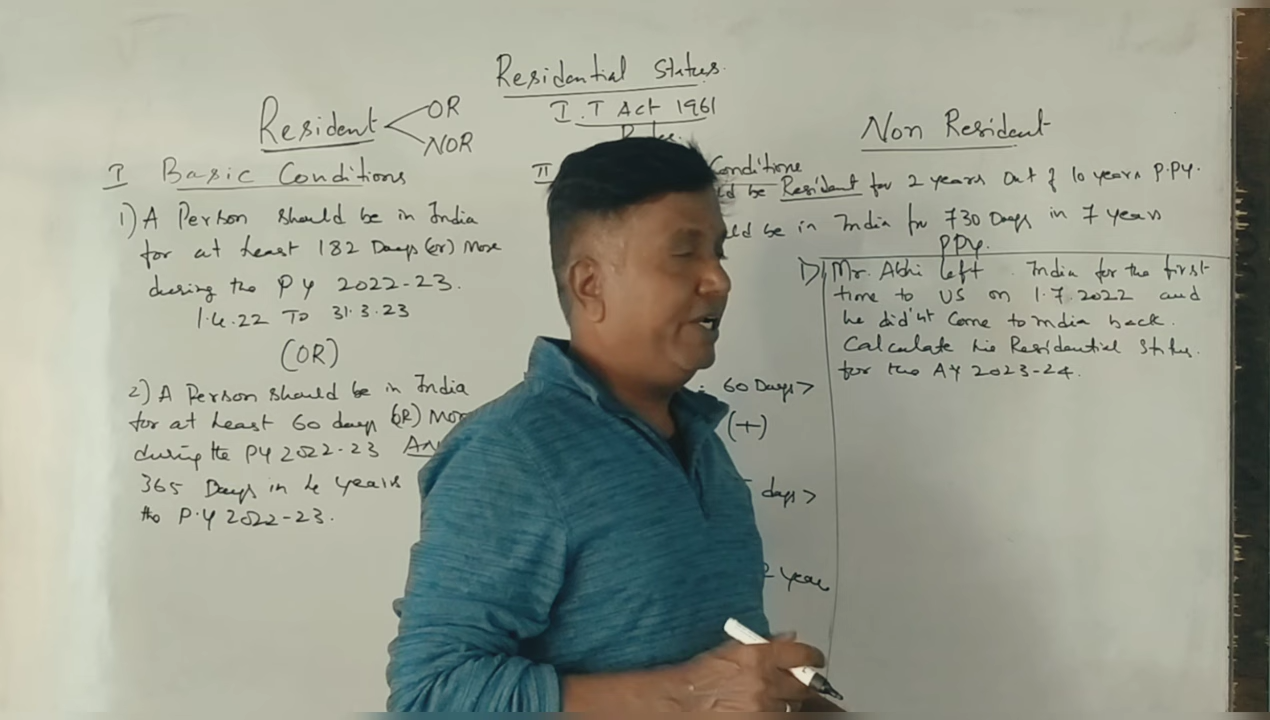 Residential Status.
I.T Act 1961
Resident
OR
NOR
I Basic Conditions
1) A Person should be in India
for at Least 182 Days (or) More
during the PY 2022-23.
1.4.22 To 31.3.23
(OR)
2) A Person should be in India
for at Least 60 days (OR) Mor
during the PY 2022-23
365 Days in 4 years
the P.Y 2022-23.
II Conditions
be Resident for 2 years Out of 10 years P.PY.
be in India for 730 Days in 7 years
PPY.
60 Days >
(+)
days >
2 years
Non Resident
1) Mr. Abhi left India for the first
time to US on 1.7.2022 and
he did'nt Come to India back.
Calculate his Residential Status.
for the AY 2023-24.